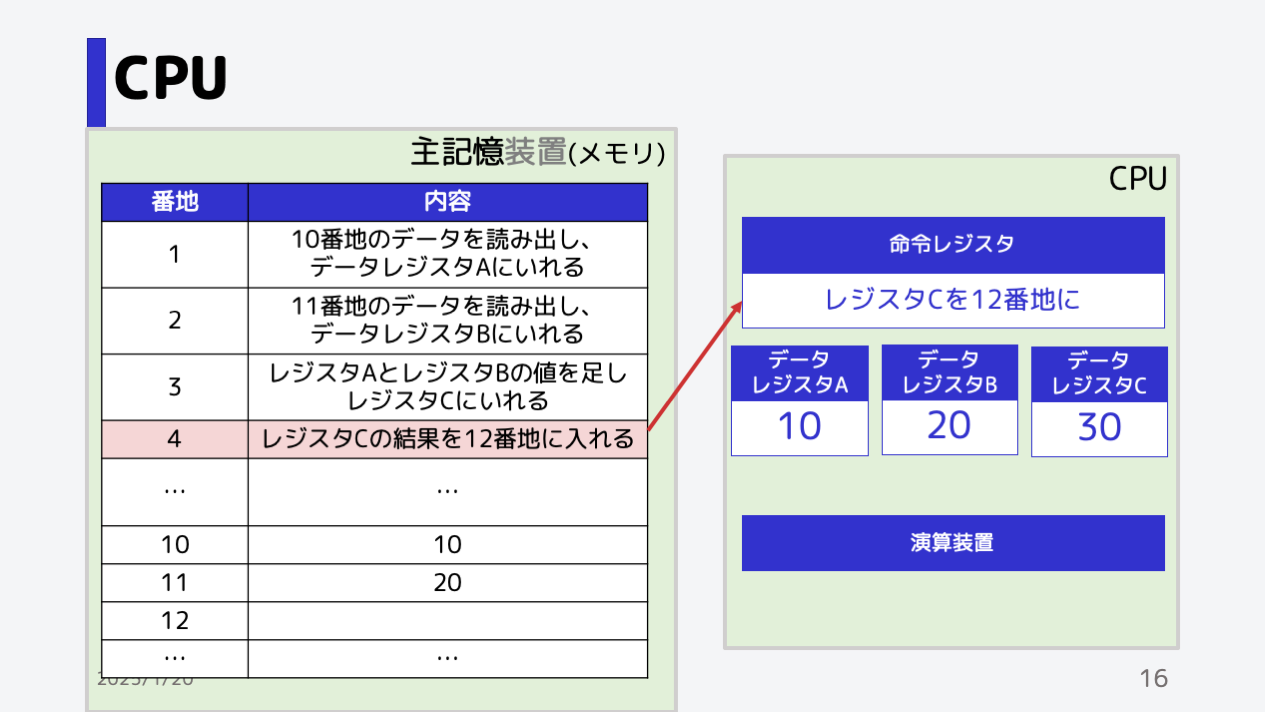 CPU
主記憶装置(メモリ)
番地 内容
1 10番地のデータを読み出し、
データレジスタAにいれる
2 11番地のデータを読み出し、
データレジスタBにいれる
3 レジスタAとレジスタBの値を足し
レジスタCにいれる
4 レジスタCの結果を12番地に入れる
… …
10 10
11 20
12
… …
CPU
命令レジスタ
レジスタCを12番地に
データ
レジスタA
10
データ
レジスタB
20
データ
レジスタC
30
演算装置
16